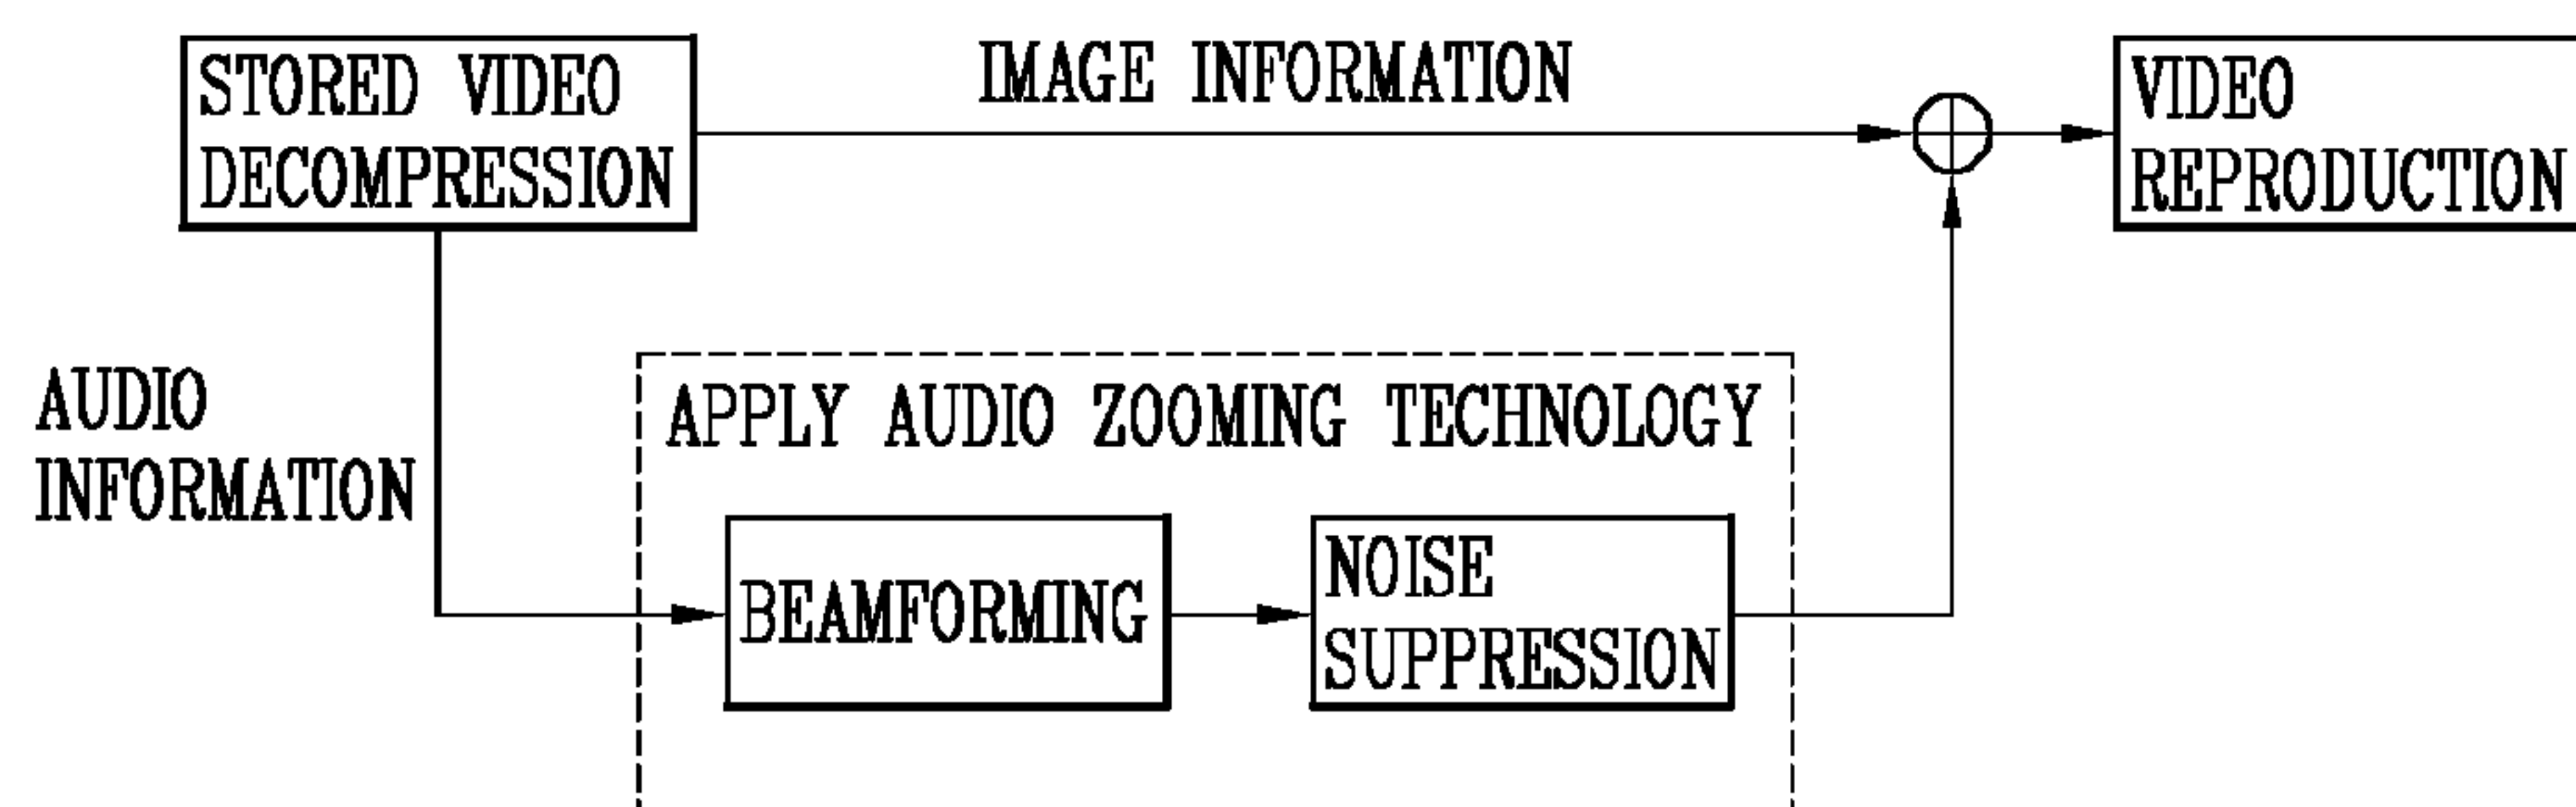 STORED VIDEO
DECOMPRESSION
IMAGE INFORMATION
VIDEO
REPRODUCTION
AUDIO
INFORMATION
APPLY AUDIO ZOOMING TECHNOLOGY
BEAMFORMING
NOISE
SUPPRESSION